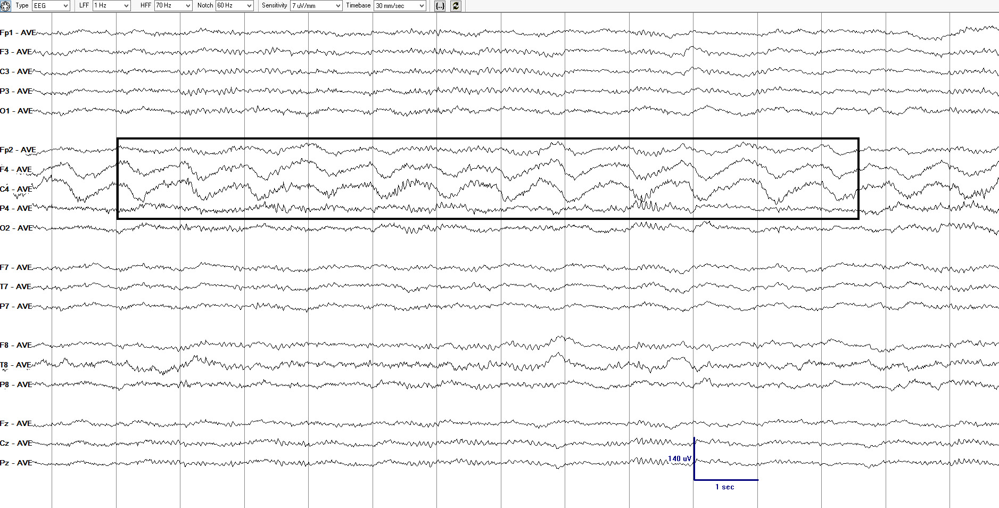 Type EEG LFF 1 Hz HFF 70 Hz Notch 60 Hz Sensitivity 7 uV/mm Timebase 30 mm/sec {..}
Fp1 - AVE
F3 - AVE
C3 - AVE
P3 - AVE
O1 - AVE
Fp2 - AVE
F4 - AVE
C4 - AVE
P4 - AVE
O2 - AVE
F7 - AVE
T7 - AVE
P7 - AVE
F8 - AVE
T8 - AVE
P8 - AVE
Fz - AVE
Cz - AVE
Pz - AVE
140 uV
1 sec